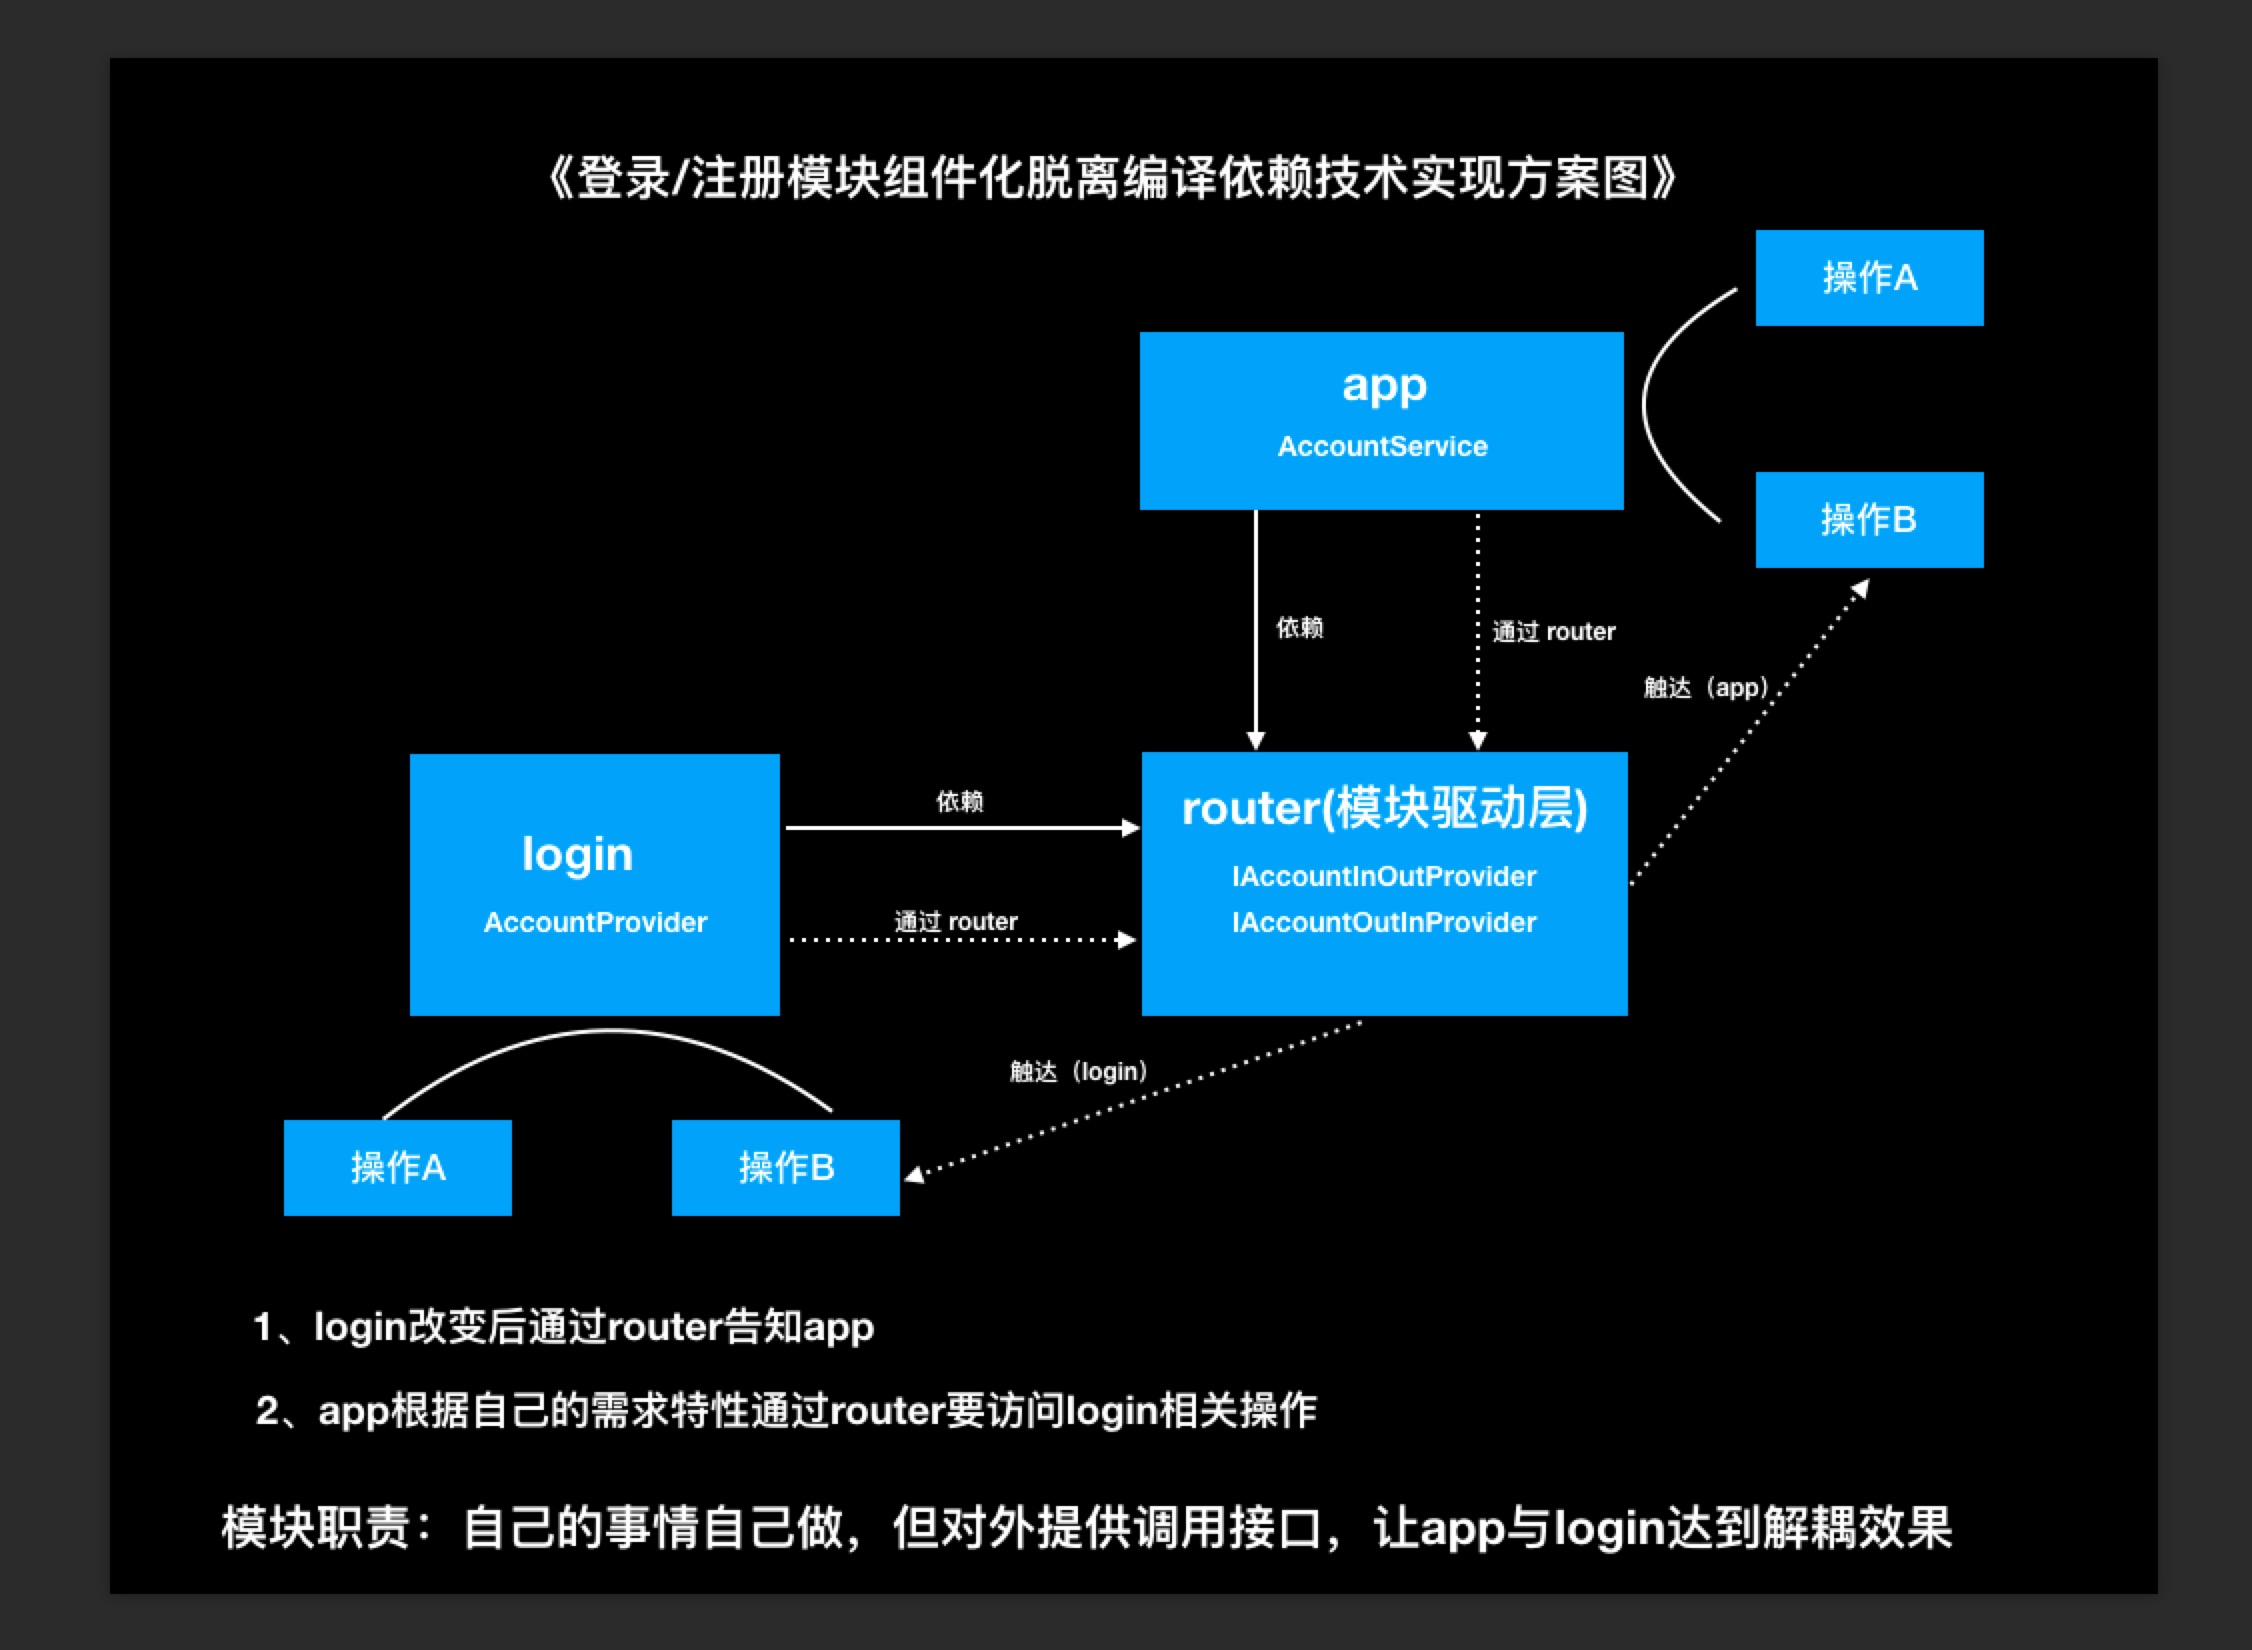 《登录/注册模块组件化脱离编译依赖技术实现方案图》
操作A
app
AccountService
操作B
依赖
通过 router
触达（app）
login
AccountProvider
依赖
通过 router
router(模块驱动层)
IAccountInOutProvider
IAccountOutInProvider
触达（login）
操作A
操作B
1、login改变后通过router告知app
2、app根据自己的需求特性通过router要访问login相关操作
模块职责：自己的事情自己做，但对外提供调用接口，让app与login达到解耦效果